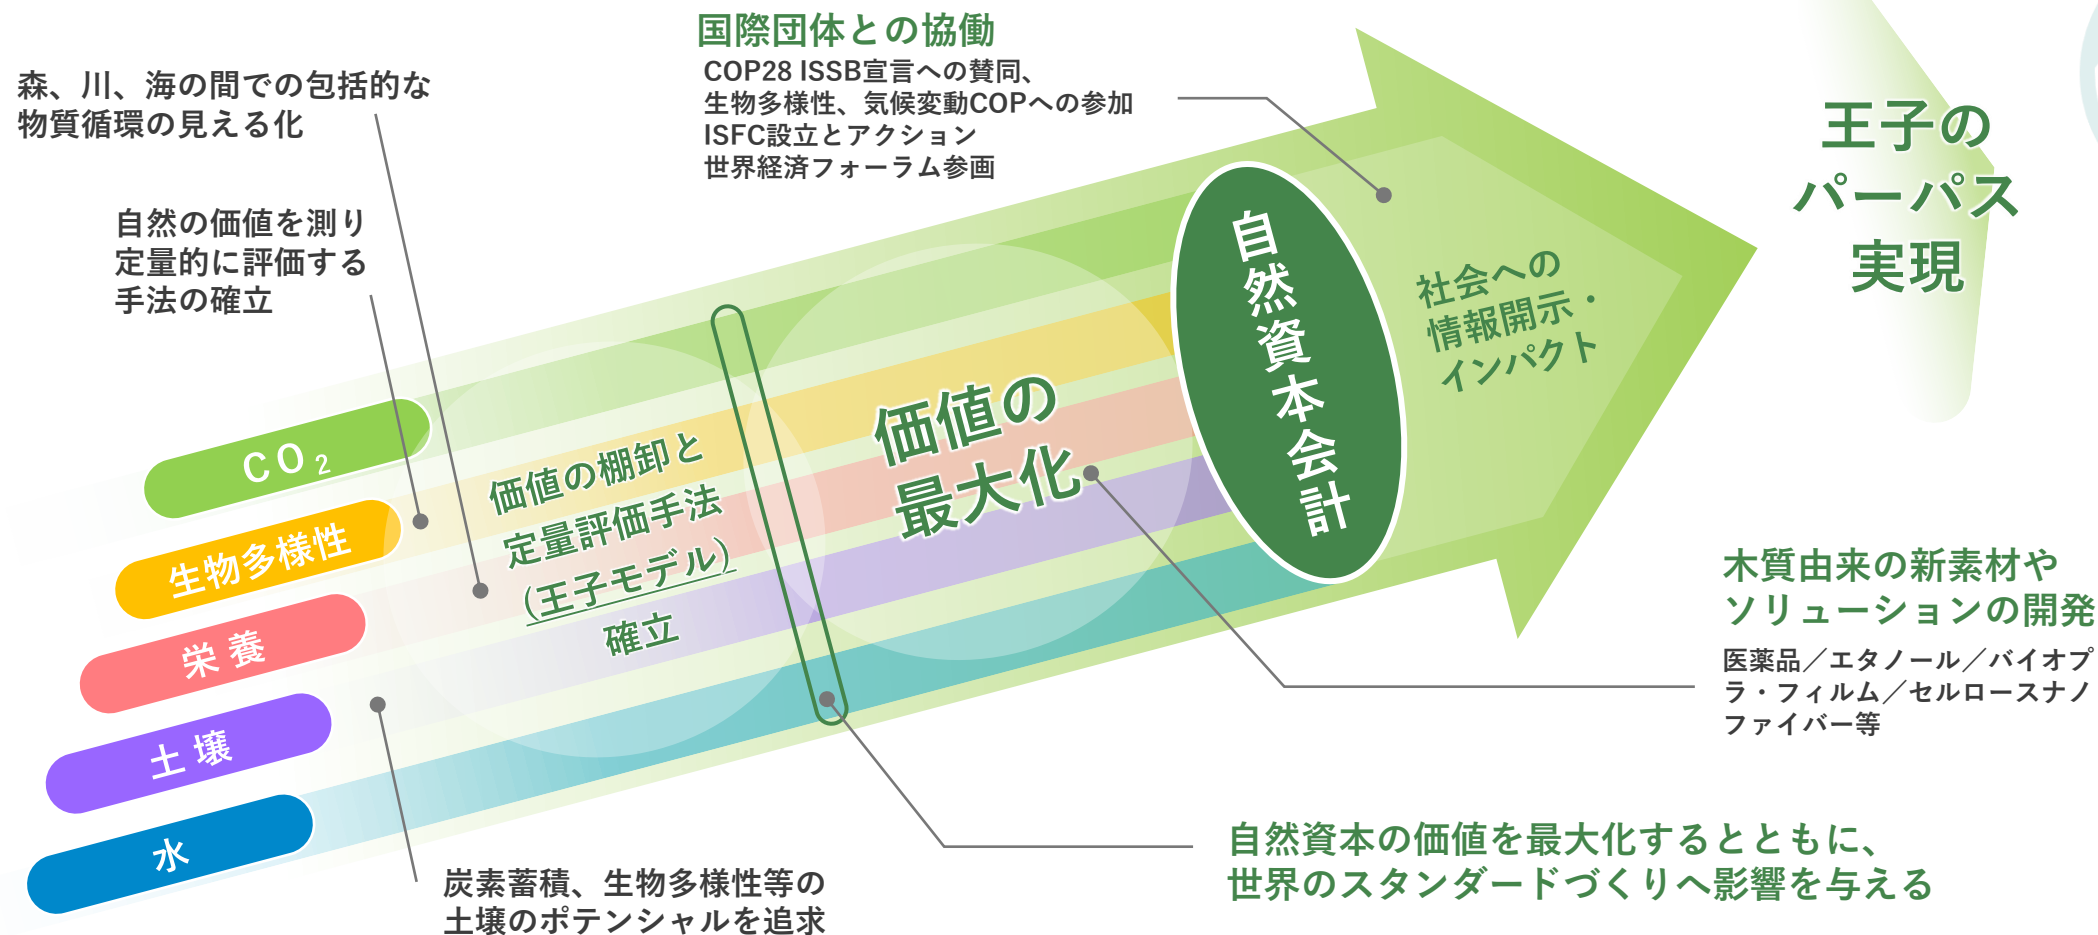 国際団体との協働
COP28 ISSB宣言への賛同、
生物多様性、気候変動COPへの参加
ISFC設立とアクション
世界経済フォーラム参画
森、川、海の間での包括的な
物質循環の見える化
自然の価値を測り
定量的に評価する
手法の確立
王子の
パーパス
実現
自然資本会計
社会への
情報開示・
インパクト
価値の
最大化
価値の棚卸と
定量評価手法
(王子モデル)
確立
CO₂
生物多様性
栄養
土壌
水
木質由来の新素材や
ソリューションの開発
医薬品／エタノール／バイオプ
ラ・フィルム／セルロースナノ
ファイバー等
自然資本の価値を最大化するとともに、
世界のスタンダードづくりへ影響を与える
炭素蓄積、生物多様性等の
土壌のポテンシャルを追求